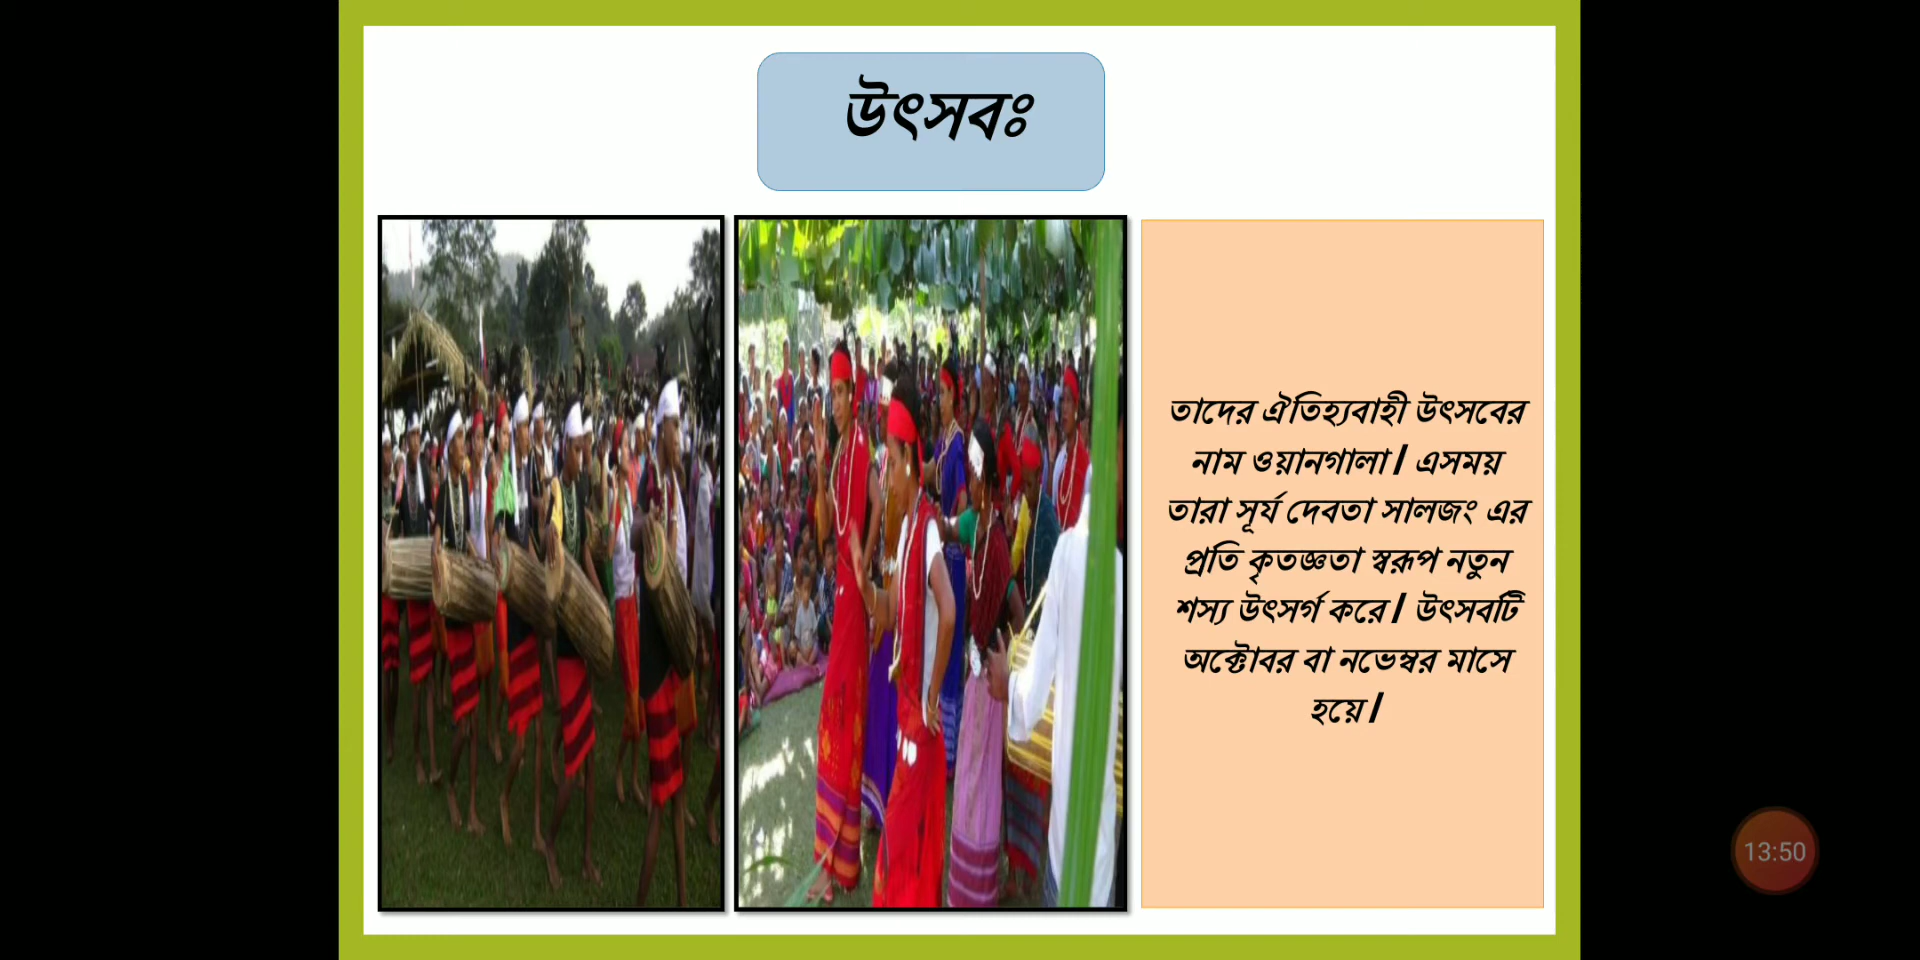 উৎসবঃ
তাদের ঐতিহ্যবাহী উৎসবের
নাম ওয়ানগালা। এসময়
তারা সূর্য দেবতা সালজং এর
প্রতি কৃতজ্ঞতা স্বরূপ নতুন
শস্য উৎসর্গ করে। উৎসবটি
অক্টোবর বা নভেম্বর মাসে
হয়ে।
13:50